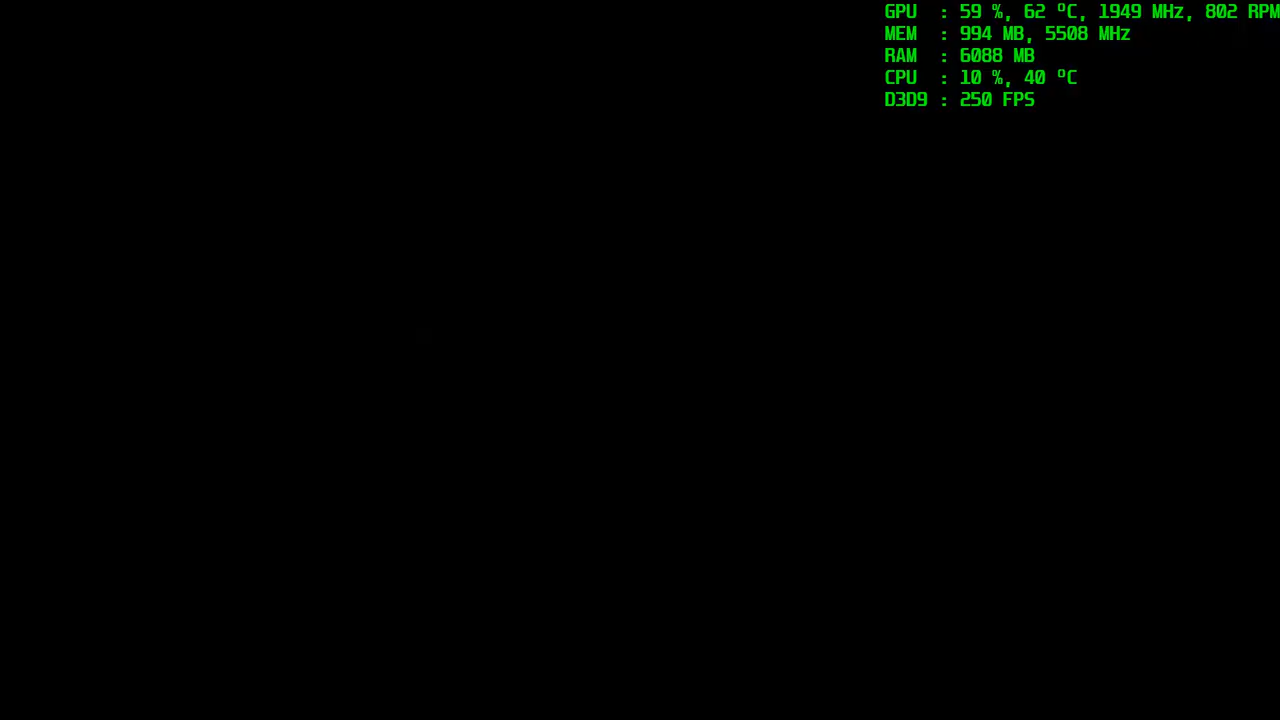 GPU : 59 %, 62 ºC, 1949 MHz, 802 RPM
MEM : 994 MB, 5508 MHz
RAM : 6088 MB
CPU : 10 %, 40 ºC
D3D9 : 250 FPS